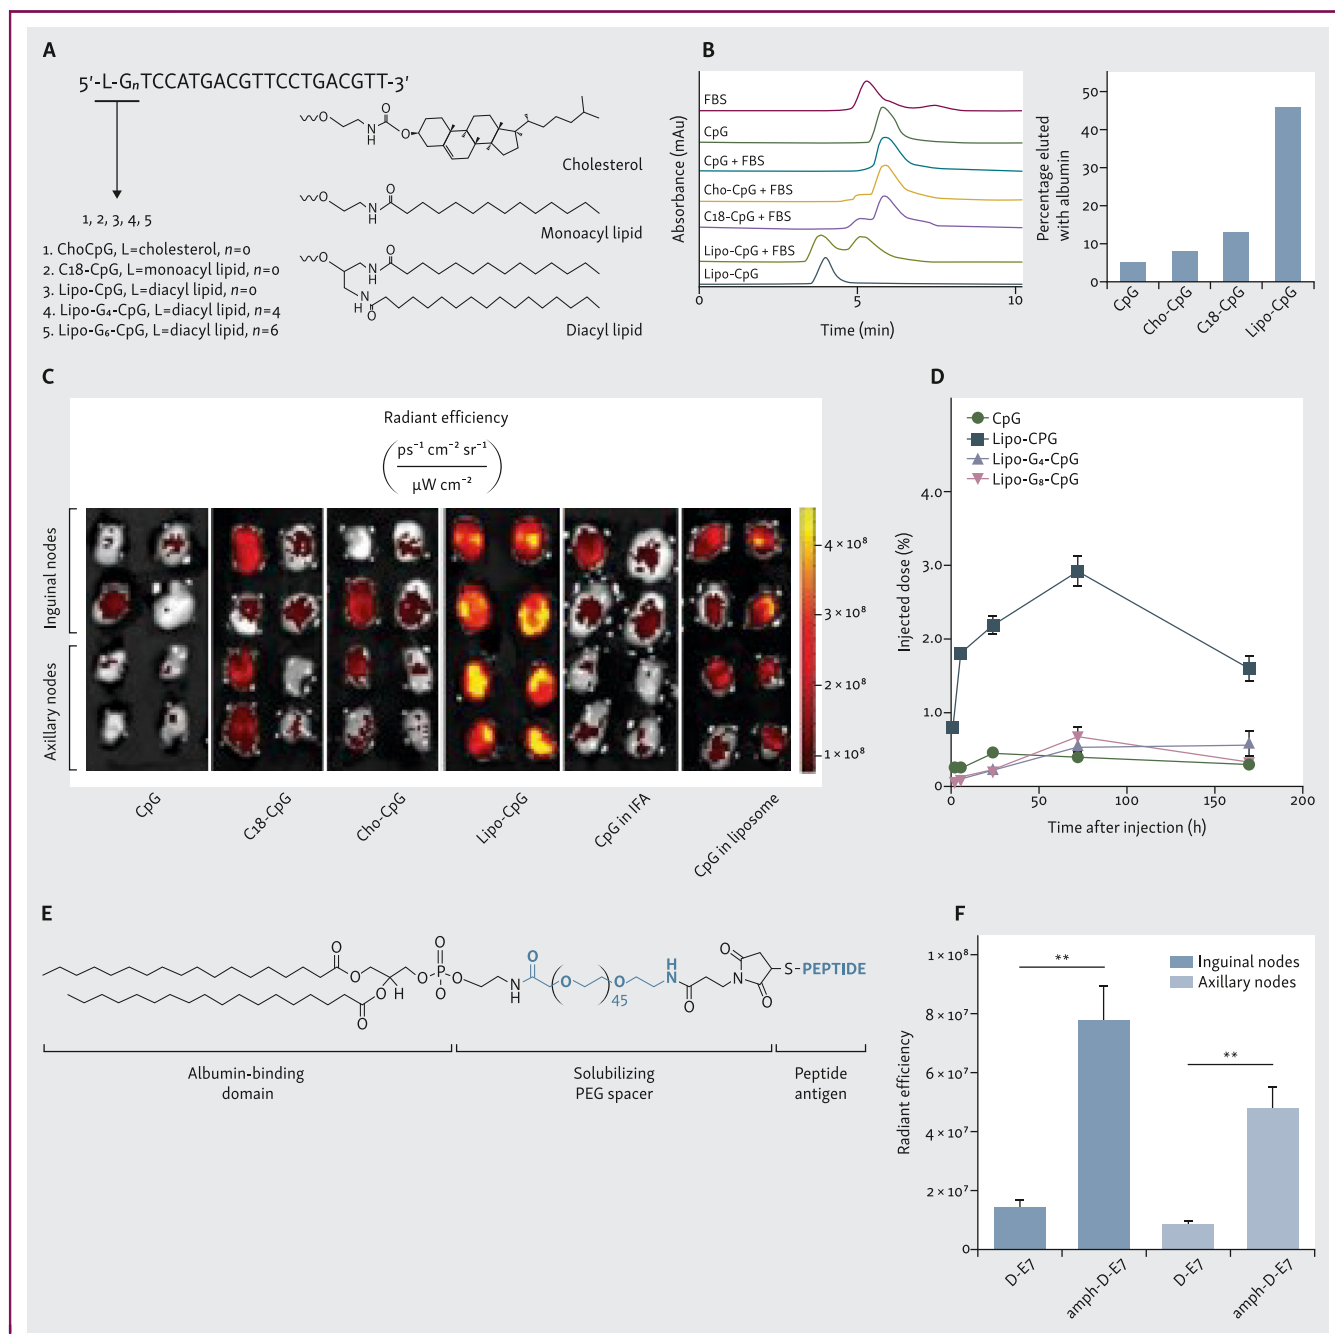 A
5′-L-GnTCCATGACGTTCCTGACGTT-3′
1, 2, 3, 4, 5
1. ChoCpG, L=cholesterol, n=0
2. C18-CpG, L=monoacyl lipid, n=0
3. Lipo-CpG, L=diacyl lipid, n=0
4. Lipo-G4-CpG, L=diacyl lipid, n=4
5. Lipo-G6-CpG, L=diacyl lipid, n=6
O
N
H
O
O
Cholesterol
O
N
H
O
Monoacyl lipid
O
HN
O
HN
O
Diacyl lipid
B
Absorbance (mAu)
FBS
CpG
CpG + FBS
Cho-CpG + FBS
C18-CpG + FBS
Lipo-CpG + FBS
Lipo-CpG
0
5
10
Time (min)
Percentage eluted
with albumin
50
40
30
20
10
0
CpG
Cho-CpG
C18-CpG
Lipo-CpG
C
Radiant efficiency
ps⁻¹ cm⁻² sr⁻¹
µW cm⁻²
Inguinal nodes
Axillary nodes
4 × 10⁸
3 × 10⁸
2 × 10⁸
1 × 10⁸
CpG
C18-CpG
Cho-CpG
Lipo-CpG
CpG in IFA
CpG in liposome
D
CpG
Lipo-CPG
Lipo-G4-CpG
Lipo-G8-CpG
Injected dose (%)
4.0
3.0
2.0
1.0
0
0
50
100
150
200
Time after injection (h)
E
O
O
O
O
H
O
P
O
O
O
N
H
O
O
45
O
H
N
O
N
O
O
S-PEPTIDE
Albumin-binding
domain
Solubilizing
PEG spacer
Peptide
antigen
F
Radiant efficiency
1 × 10⁸
8 × 10⁷
6 × 10⁷
4 × 10⁷
2 × 10⁷
0
**
**
Inguinal nodes
Axillary nodes
D-E7
amph-D-E7
D-E7
amph-D-E7